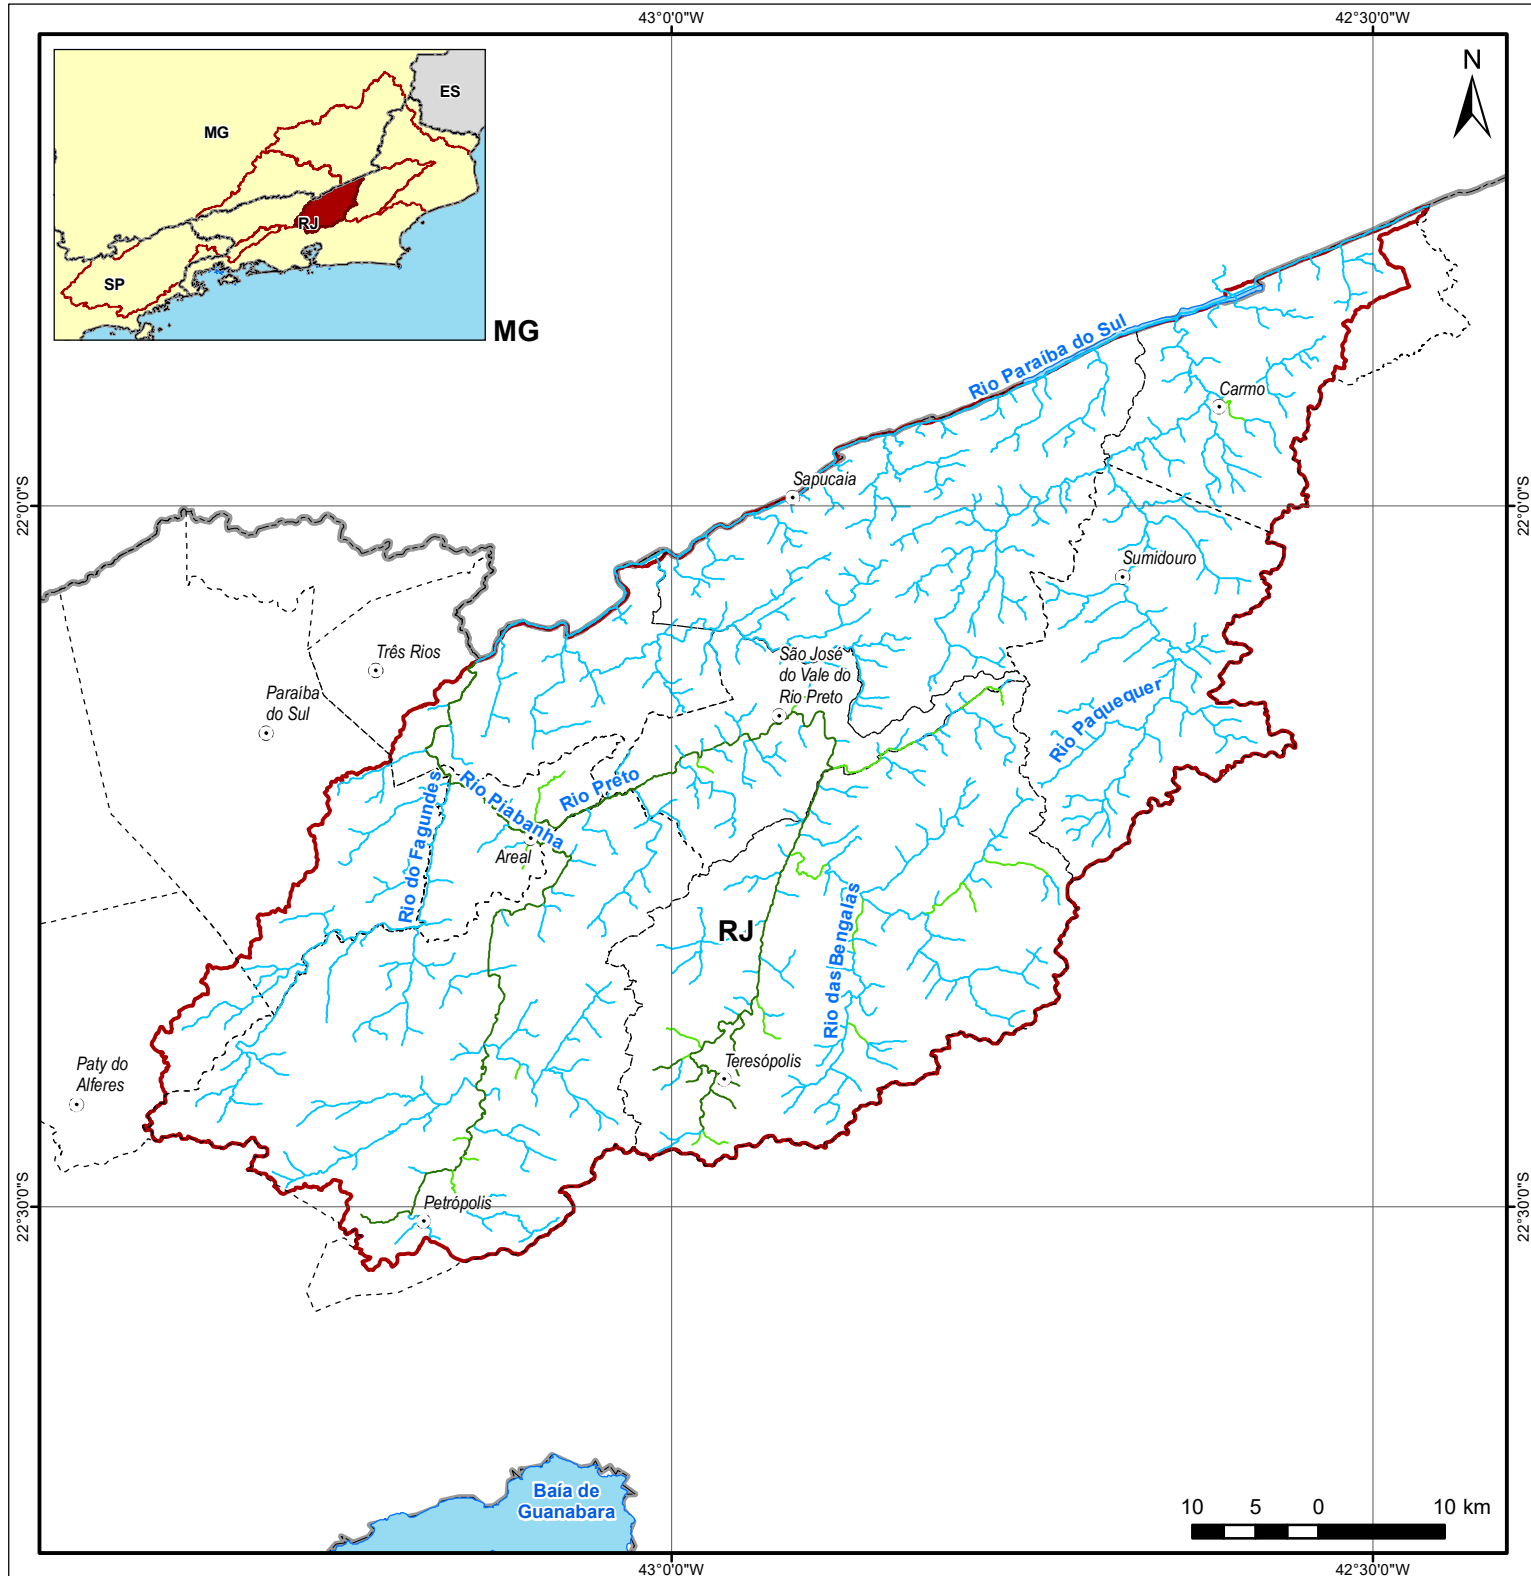 43°0'0"W
42°30'0"W
ES
MG
RJ
SP
N
MG
Rio Paraíba do Sul
Carmo
Sapucaia
22°0'0"S
22°0'0"S
Sumidouro
Três Rios
São José
do Vale do
Rio Preto
Paraíba
do Sul
Rio Paquequer
Rio Piabanha
Rio Preto
Rio do Fagundes
Areal
RJ
Rio das Bengalas
Teresópolis
Paty do
Alferes
Petrópolis
22°30'0"S
22°30'0"S
Baía de
Guanabara
10 5 0 10 km
43°0'0"W
42°30'0"W